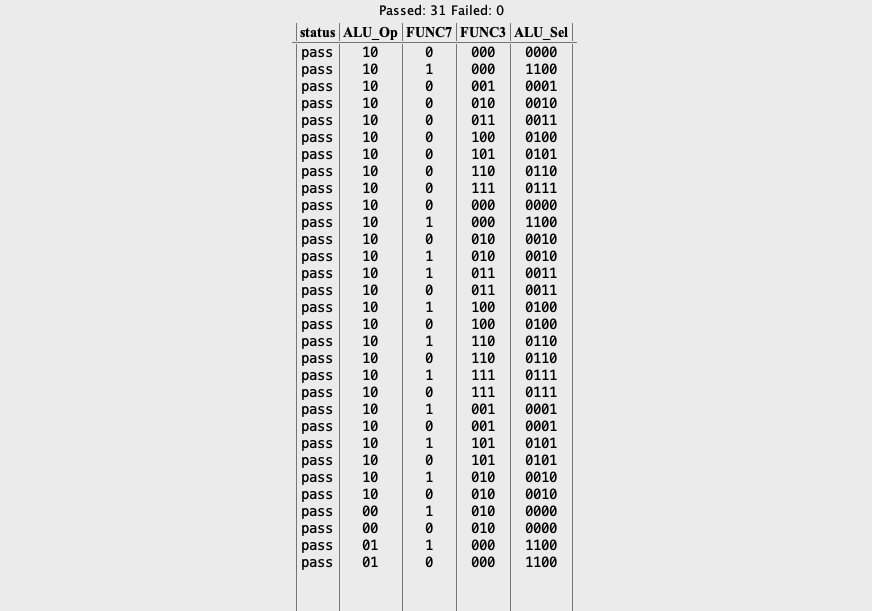 Passed: 31 Failed: 0
status ALU_Op FUNC7 FUNC3 ALU_Sel
pass 10 0 000 0000
pass 10 1 000 1100
pass 10 0 001 0001
pass 10 0 010 0010
pass 10 0 011 0011
pass 10 0 100 0100
pass 10 0 101 0101
pass 10 0 110 0110
pass 10 0 111 0111
pass 10 0 000 0000
pass 10 1 000 1100
pass 10 0 010 0010
pass 10 1 010 0010
pass 10 1 011 0011
pass 10 0 011 0011
pass 10 1 100 0100
pass 10 0 100 0100
pass 10 1 110 0110
pass 10 0 110 0110
pass 10 1 111 0111
pass 10 0 111 0111
pass 10 1 001 0001
pass 10 0 001 0001
pass 10 1 101 0101
pass 10 0 101 0101
pass 10 1 010 0010
pass 10 0 010 0010
pass 00 1 010 0000
pass 00 0 010 0000
pass 01 1 000 1100
pass 01 0 000 1100